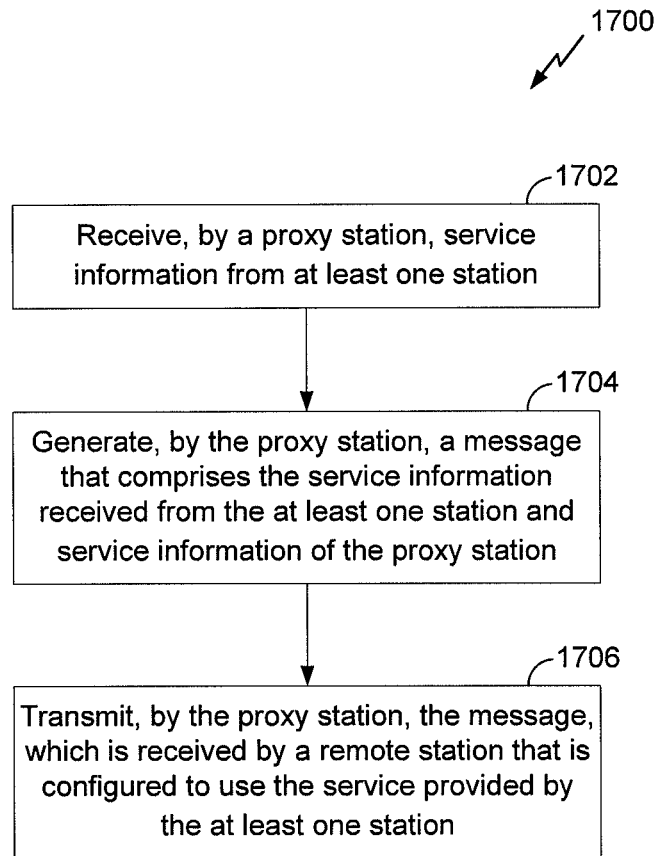 1700
1702
Receive, by a proxy station, service
information from at least one station
1704
Generate, by the proxy station, a message
that comprises the service information
received from the at least one station and
service information of the proxy station
1706
Transmit, by the proxy station, the message,
which is received by a remote station that is
configured to use the service provided by
the at least one station